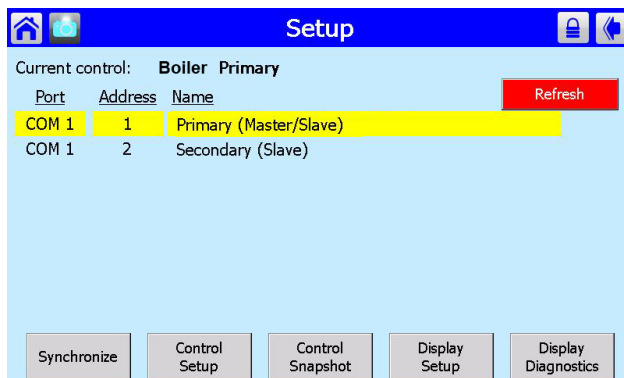 Setup
Current control: Boiler Primary
Port Address Name
Refresh
COM 1 1 Primary (Master/Slave)
COM 1 2 Secondary (Slave)
Synchronize
Control
Setup
Control
Snapshot
Display
Setup
Display
Diagnostics